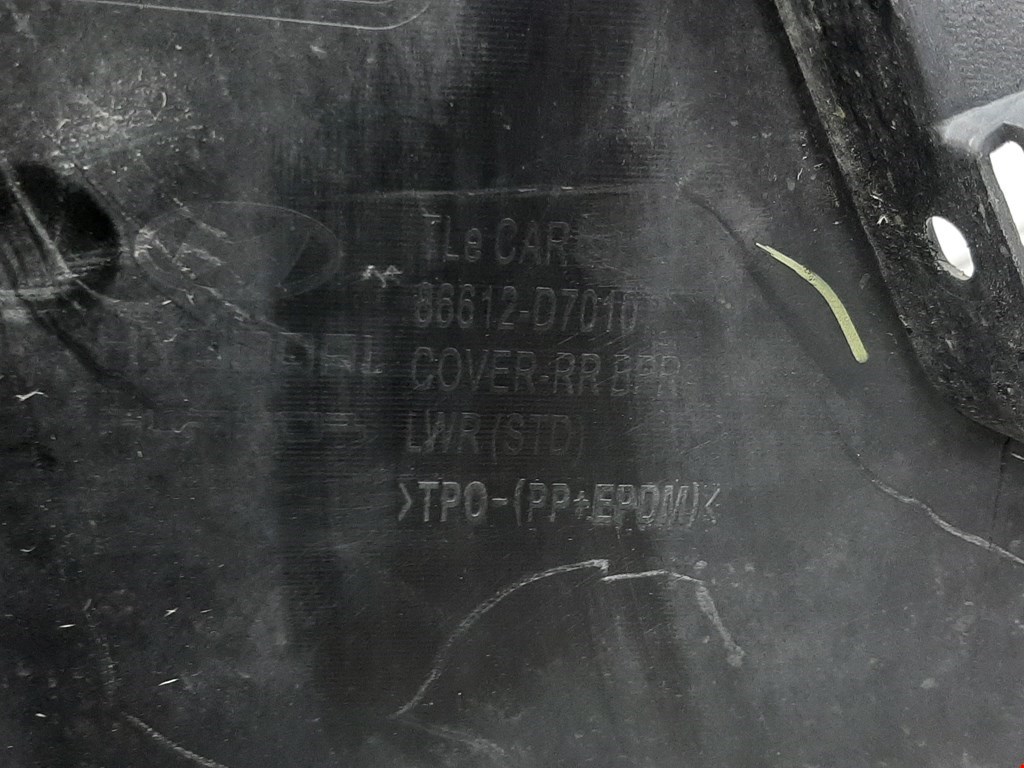 TLe CAR
86612-D7010
COVER-RR BPR
LWR (STD)
>TPO-(PP+EPDM)<